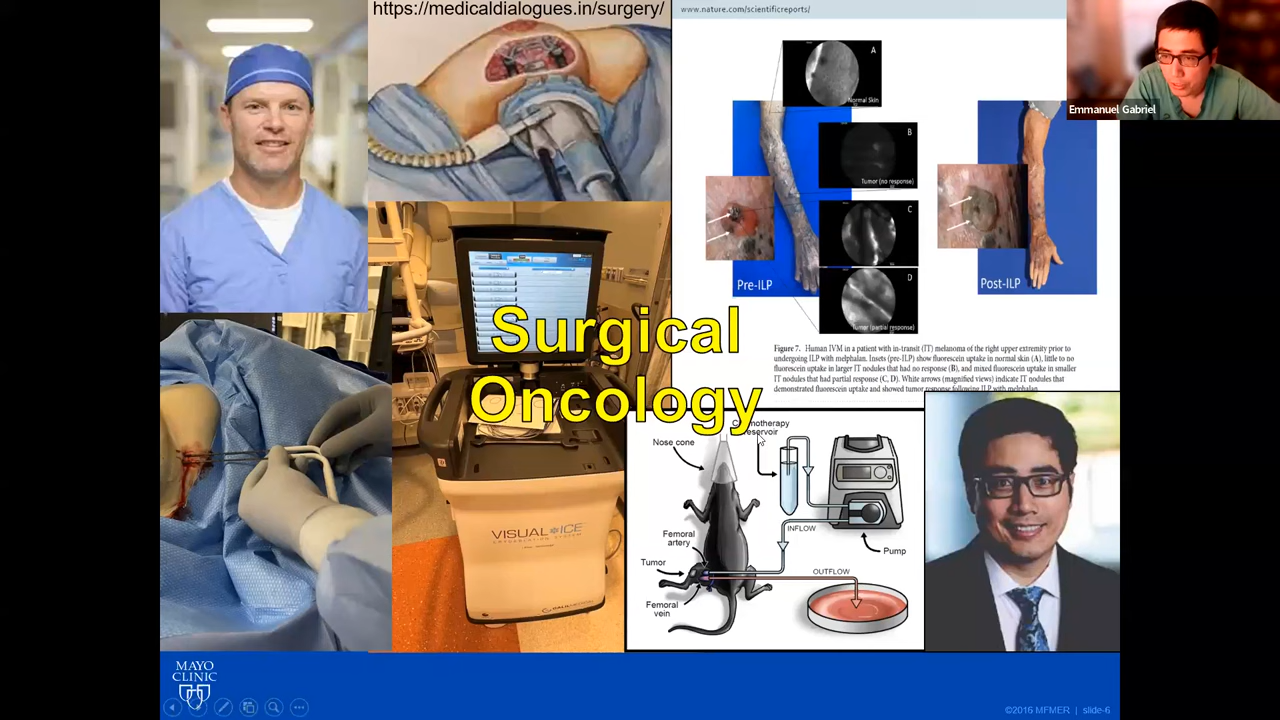 https://medicaldialogues.in/surgery/
www.nature.com/scientificreports/
Emmanuel Gabriel
A
Normal Skin
B
Tumor (no response)
C
D
Tumor (partial response)
Pre-ILP
Post-ILP
Figure 7. Human IVM in a patient with in-transit (IT) melanoma of the right upper extremity prior to
undergoing ILP with melphalan. Insets (pre-ILP) show fluorescein uptake in normal skin (A), little to no
fluorescein uptake in larger IT nodules that had no response (B), and mixed fluorescein uptake in smaller
IT nodules that had partial response (C, D). White arrows (magnified views) indicate IT nodules that
demonstrated fluorescein uptake and showed tumor response following ILP with melphalan.
Surgical
Oncology
VISUAL ICE
Chemotherapy
reservoir
Nose cone
INFLOW
Femoral
artery
Pump
Tumor
OUTFLOW
Femoral
vein
MAYO
CLINIC
©2016 MFMER | slide-6